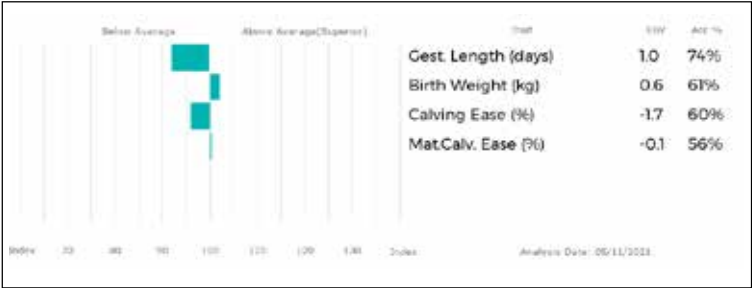 Below Average Above Average(Superior) Trait EBV Acc %
Gest. Length (days) 1.0 74%
Birth Weight (kg) 0.6 61%
Calving Ease (%) -1.7 60%
Mat.Calv. Ease (%) -0.1 56%
Index 70 80 90 100 110 120 130 Index Analysis Date: 05/11/2021